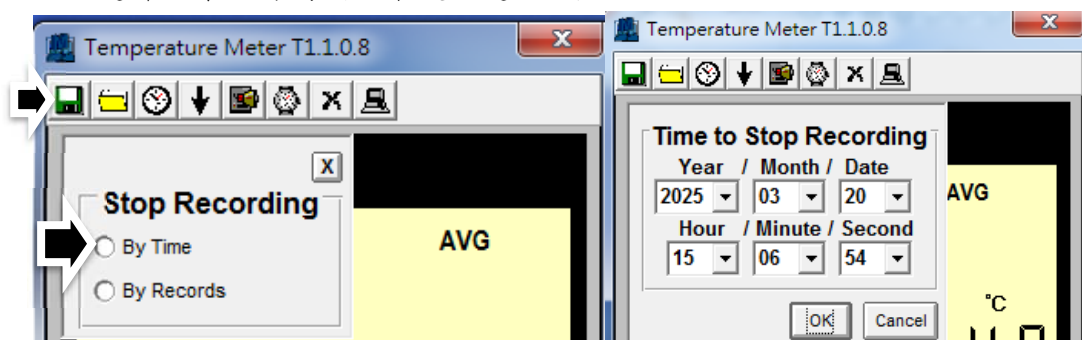 Temperature Meter T1.1.0.8
X
Stop Recording
By Time
By Records
AVG
Temperature Meter T1.1.0.8
Time to Stop Recording
Year / Month / Date
2025 03 20
Hour / Minute / Second
15 06 54
OK Cancel
AVG
°C